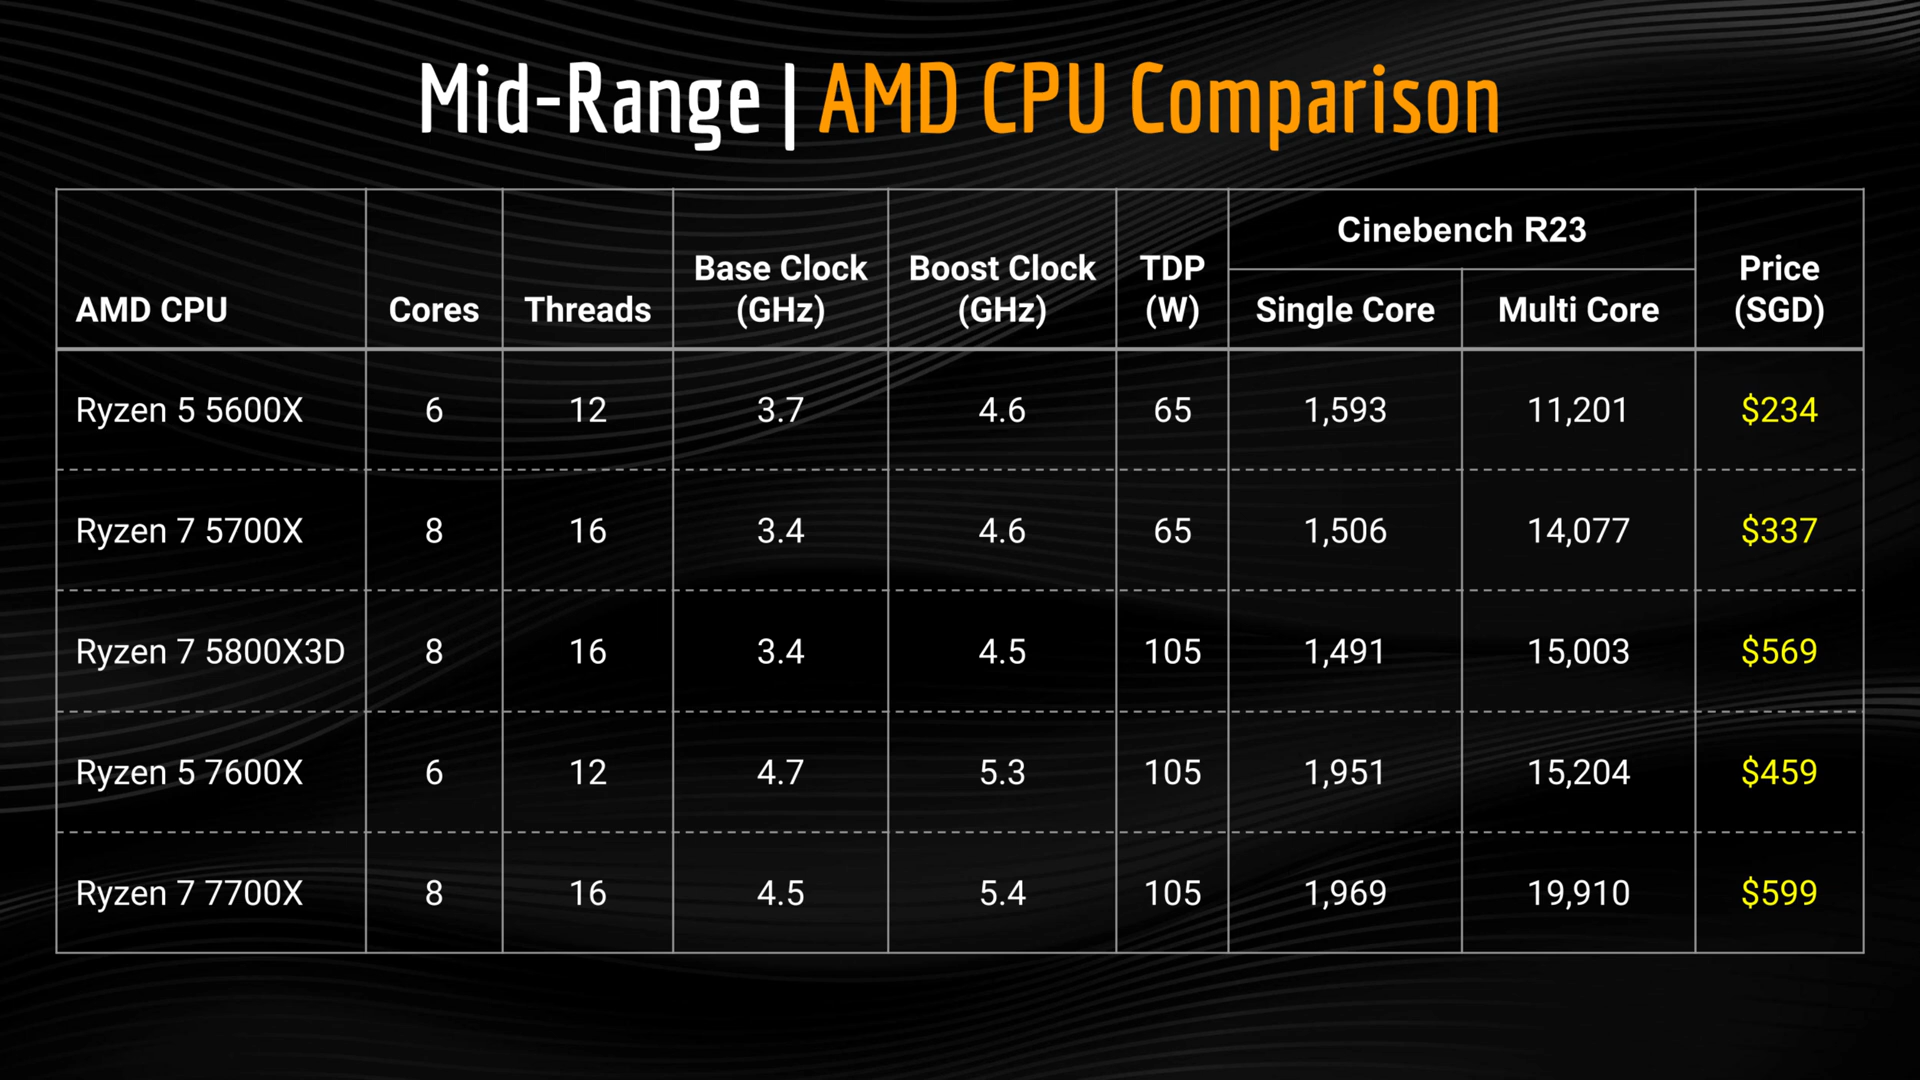 Mid-Range | AMD CPU Comparison
AMD CPU Cores Threads Base Clock (GHz) Boost Clock (GHz) TDP (W) Cinebench R23 Single Core Multi Core Price (SGD)
Ryzen 5 5600X 6 12 3.7 4.6 65 1,593 11,201 $234
Ryzen 7 5700X 8 16 3.4 4.6 65 1,506 14,077 $337
Ryzen 7 5800X3D 8 16 3.4 4.5 105 1,491 15,003 $569
Ryzen 5 7600X 6 12 4.7 5.3 105 1,951 15,204 $459
Ryzen 7 7700X 8 16 4.5 5.4 105 1,969 19,910 $599